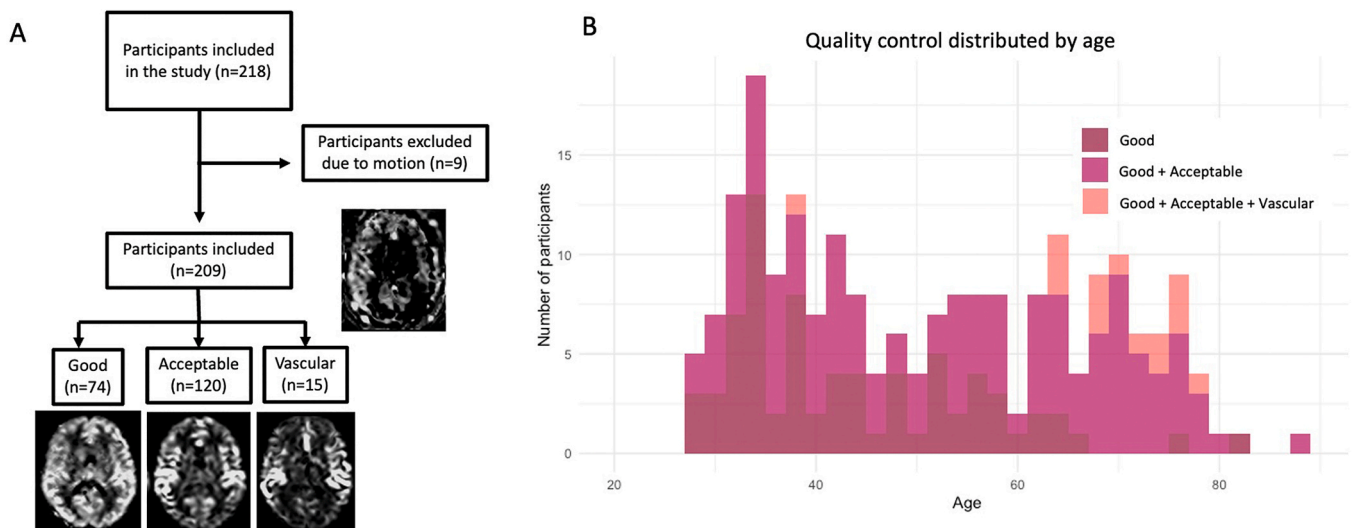 A
Participants included
in the study (n=218)
Participants excluded
due to motion (n=9)
Participants included
(n=209)
Good
(n=74)
Acceptable
(n=120)
Vascular
(n=15)
B
Quality control distributed by age
Number of participants
15
10
5
0
20
40
60
80
Age
Good
Good + Acceptable
Good + Acceptable + Vascular